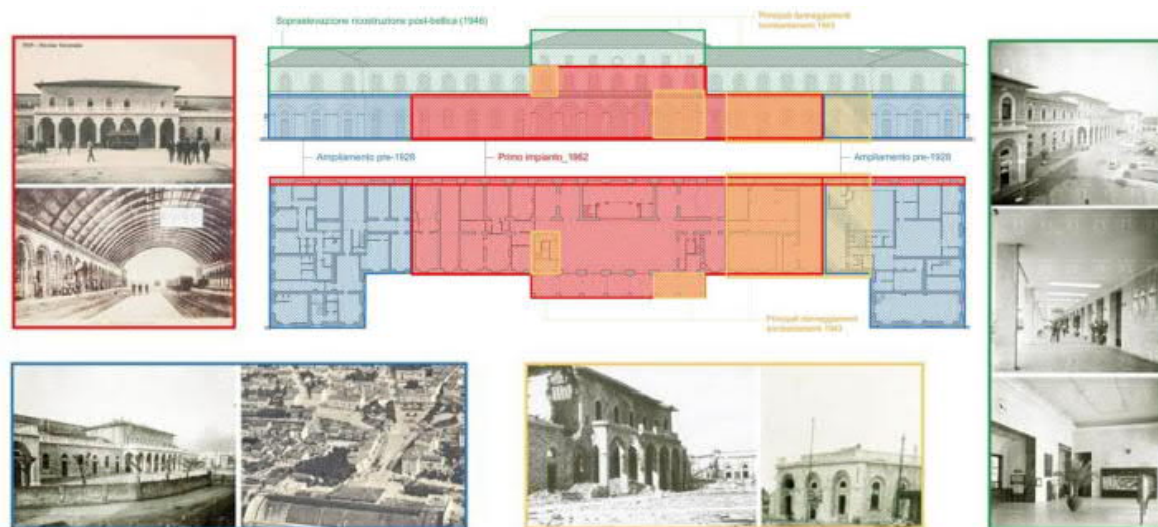 Sopraelevazione ricostruzione post-bellica (1946)
Principali danneggiamenti
bombardamenti 1943
Ampliamento pre-1928
Primo impianto_1862
Ampliamento pre-1928
Principali danneggiamenti
bombardamenti 1943